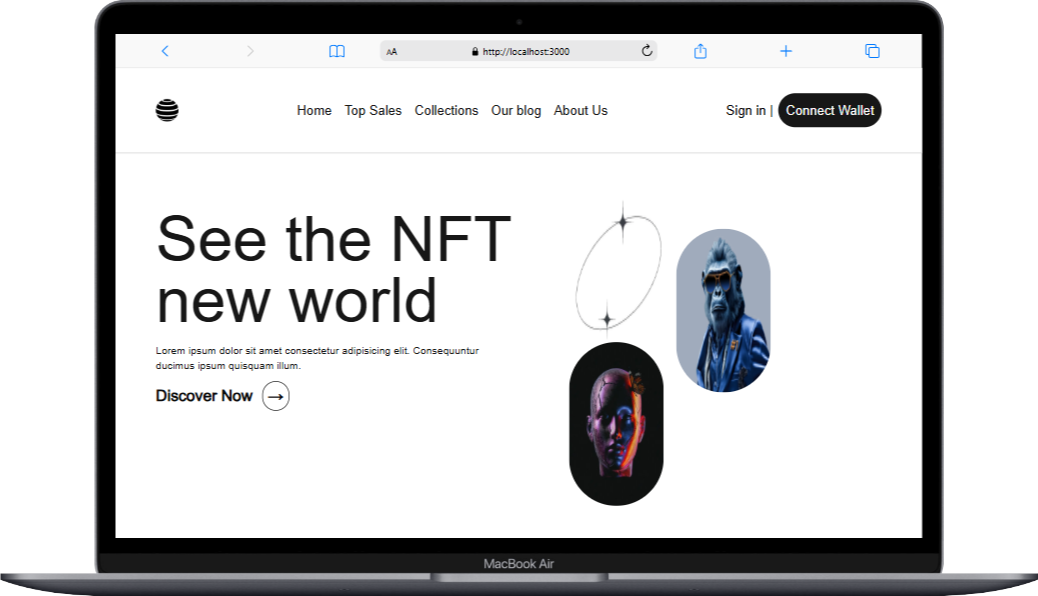 AA http://localhost:3000
Home Top Sales Collections Our blog About Us Sign in | Connect Wallet
See the NFT
new world
Lorem ipsum dolor sit amet consectetur adipisicing elit. Consequuntur
ducimus ipsum quisquam illum.
Discover Now →
MacBook Air